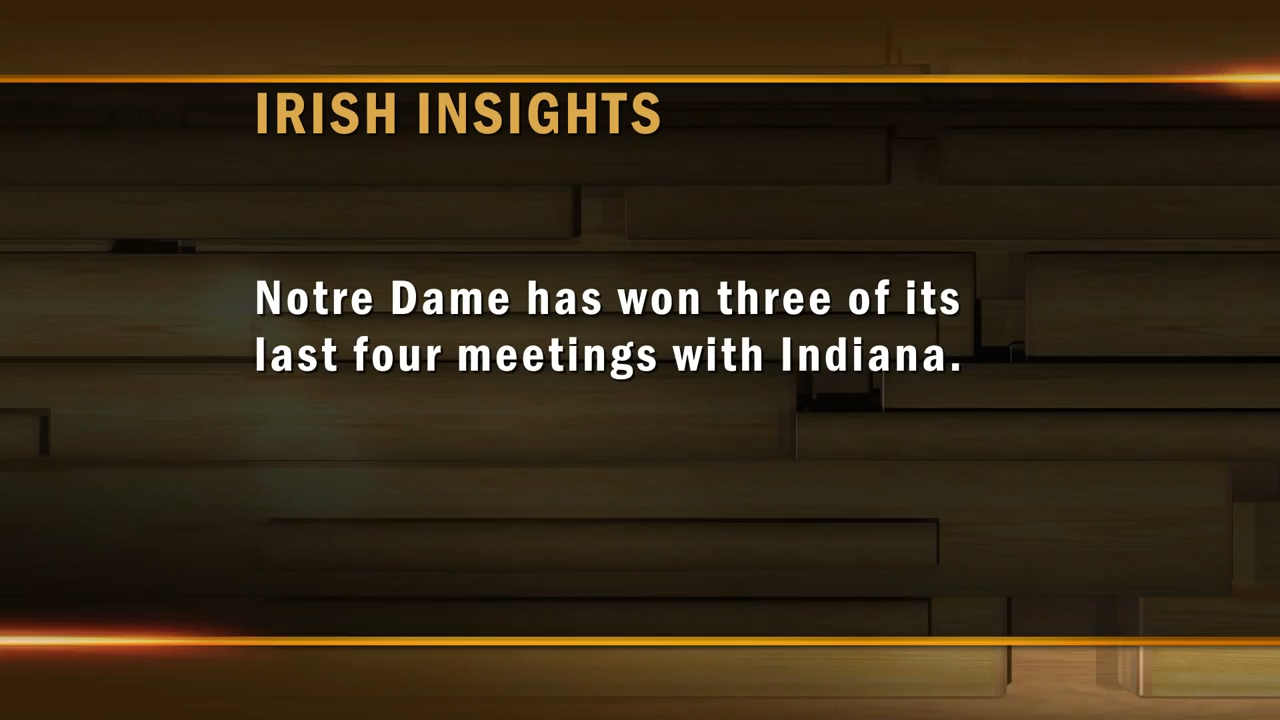 IRISH INSIGHTS
Notre Dame has won three of its
last four meetings with Indiana.